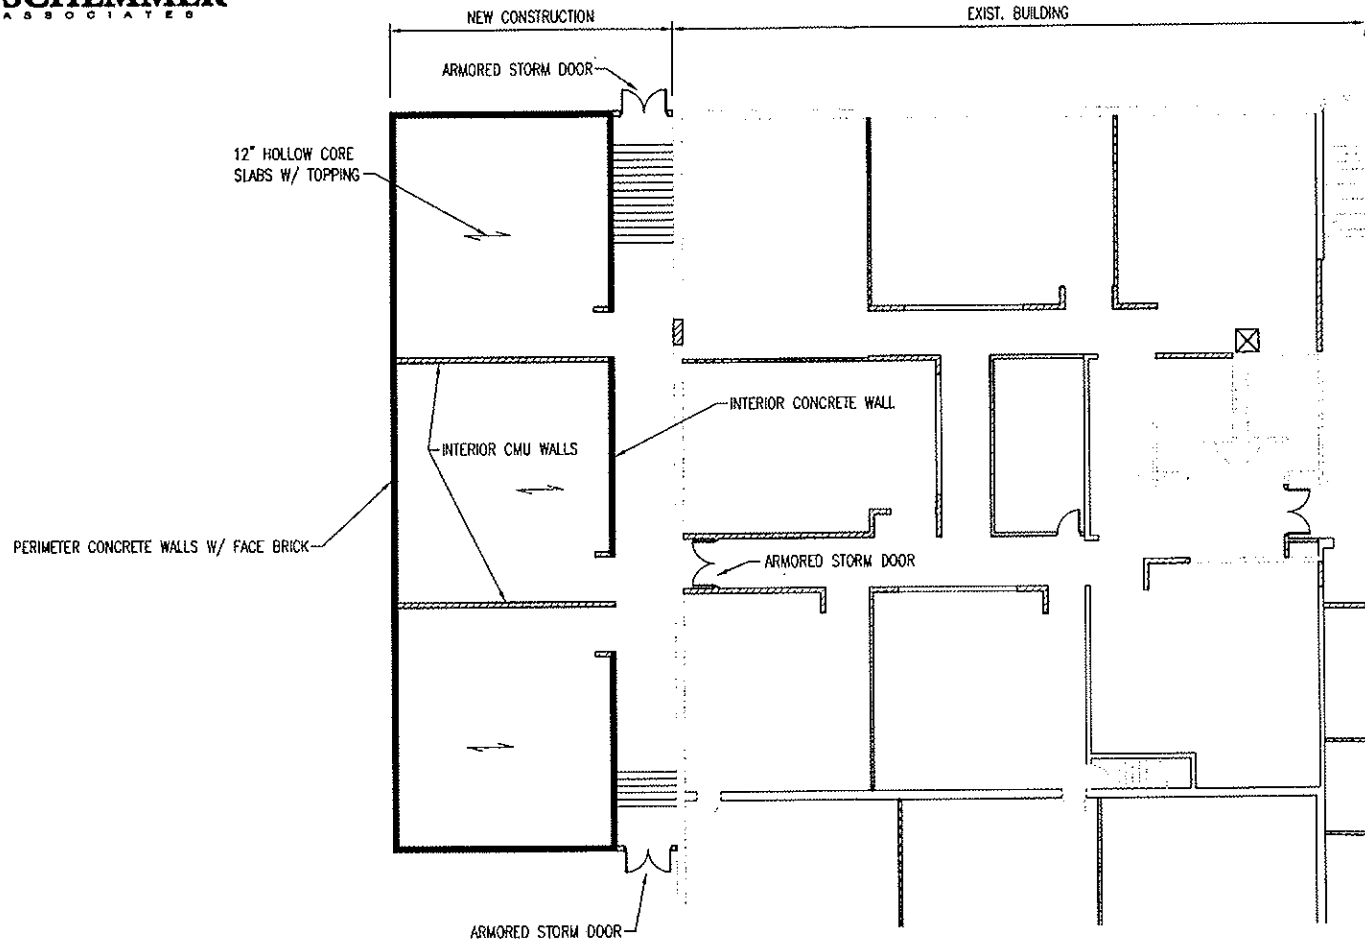 SCHEMMER
ASSOCIATES
NEW CONSTRUCTION
EXIST. BUILDING
ARMORED STORM DOOR
12" HOLLOW CORE
SLABS W/ TOPPING
INTERIOR CONCRETE WALL
INTERIOR CMU WALLS
PERIMETER CONCRETE WALLS W/ FACE BRICK
ARMORED STORM DOOR
ARMORED STORM DOOR